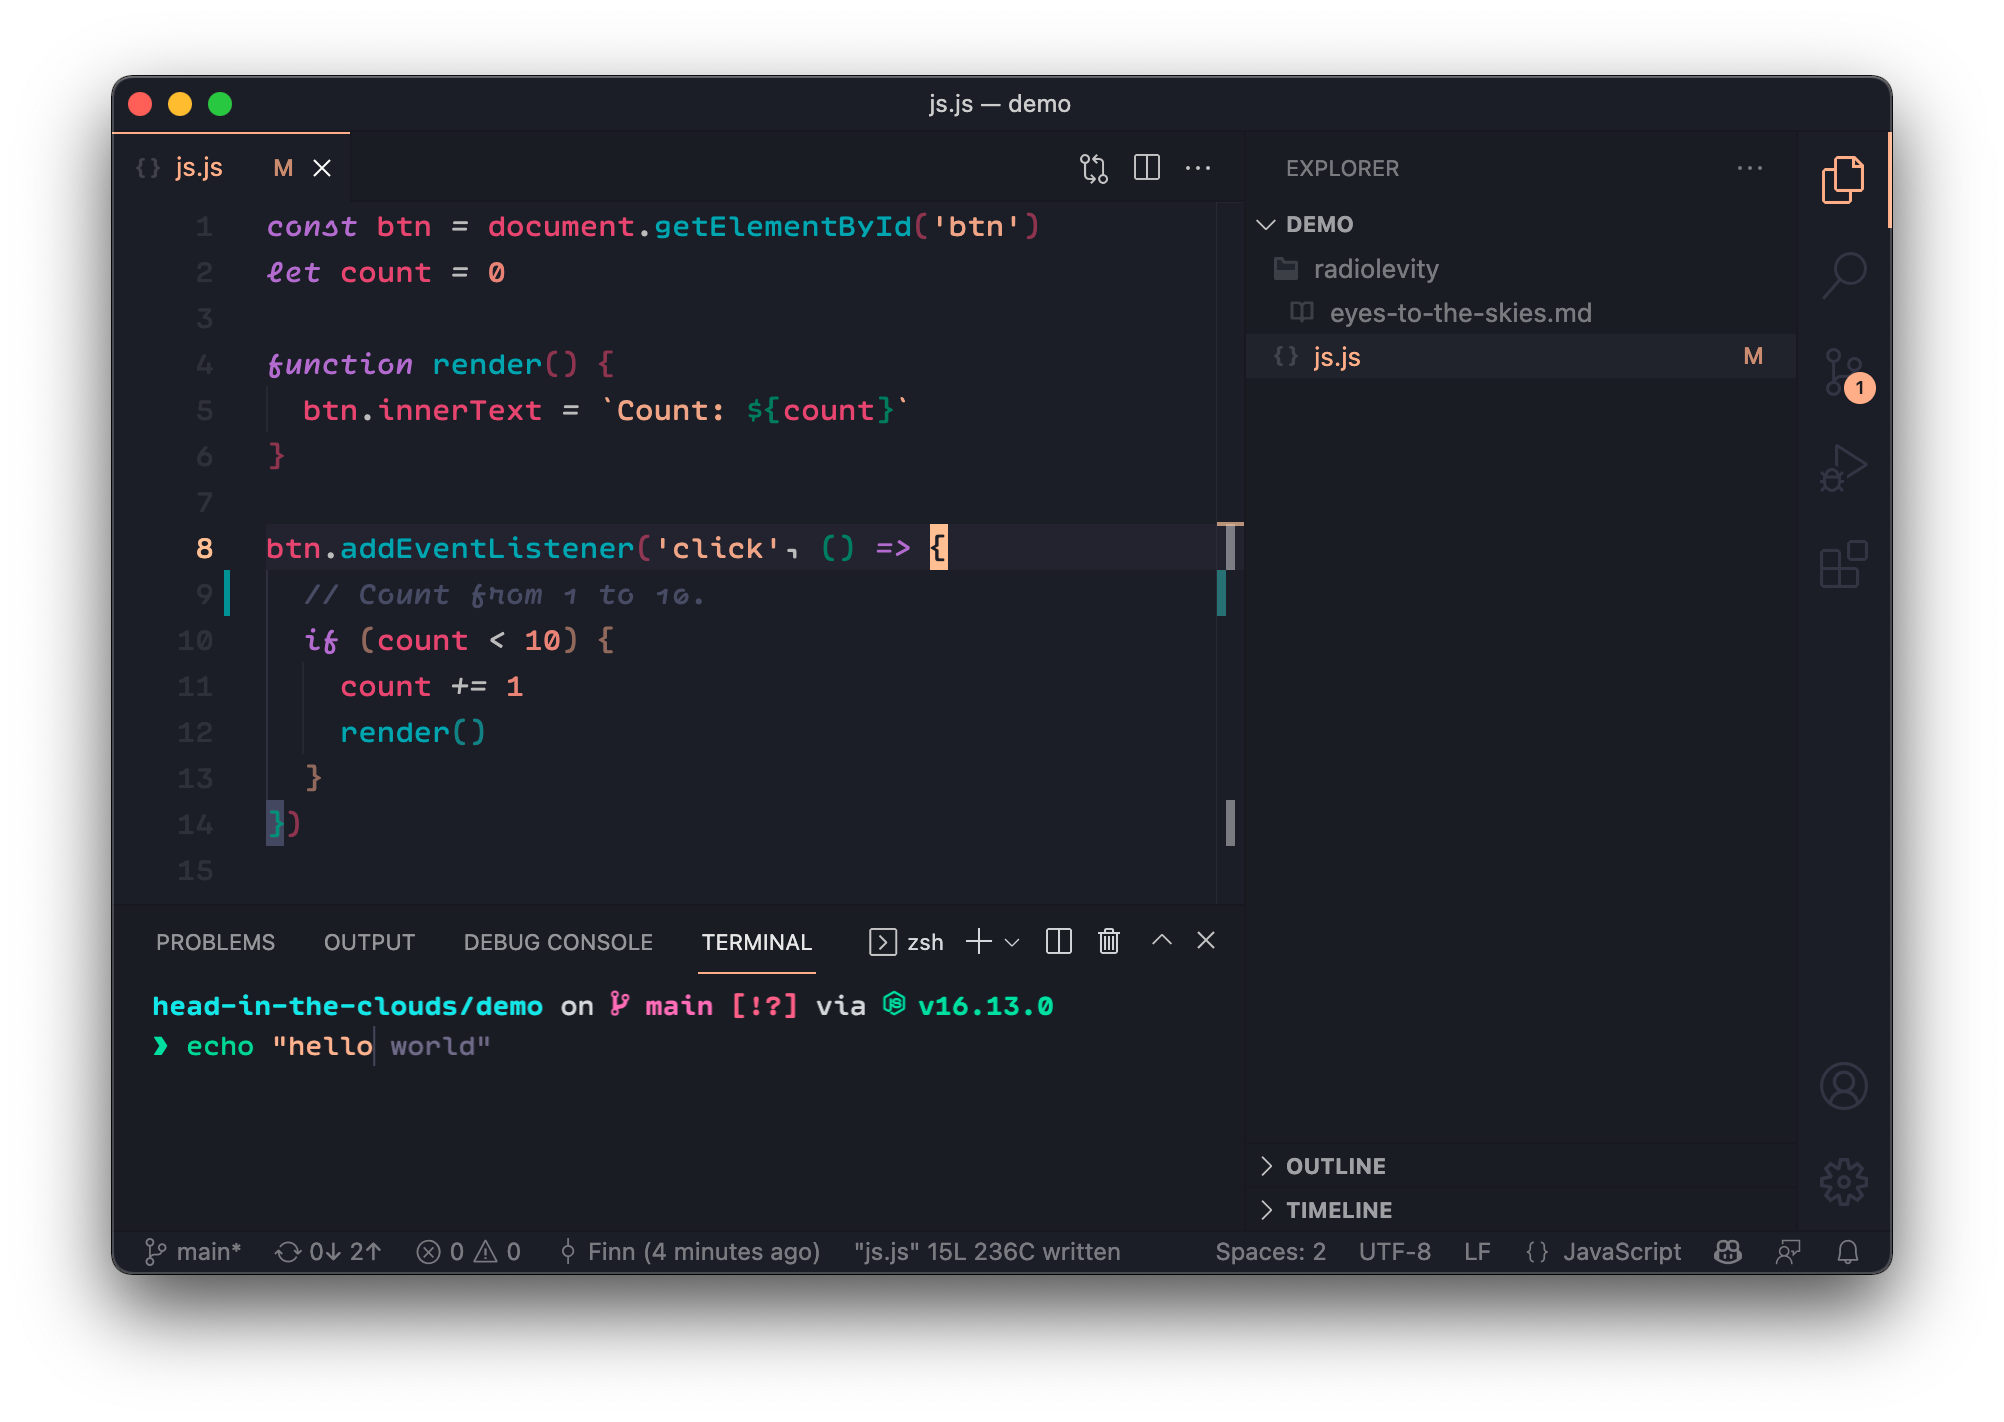 js.js — demo
js.js M
1 const btn = document.getElementById('btn')
2 let count = 0
3
4 function render() {
5 btn.innerText = `Count: ${count}`
6 }
7
8 btn.addEventListener('click', () => {
9 // Count from 1 to 10.
10 if (count < 10) {
11 count += 1
12 render()
13 }
14 })
15
EXPLORER
DEMO
radiolevity
eyes-to-the-skies.md
js.js M
1
OUTLINE
TIMELINE
PROBLEMS OUTPUT DEBUG CONSOLE TERMINAL zsh
head-in-the-clouds/demo on main [!?] via v16.13.0
❯ echo "hello world"
main* 0↓ 2↑ 0 0 Finn (4 minutes ago) "js.js" 15L 236C written Spaces: 2 UTF-8 LF {} JavaScript